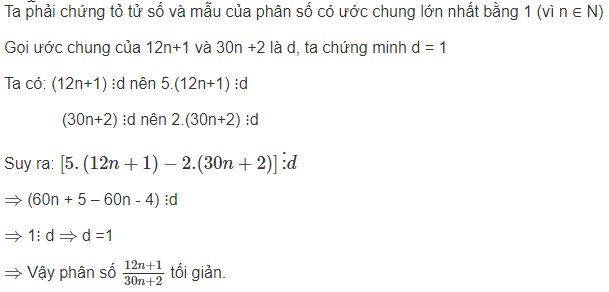 Ta phải chứng tỏ tử số và mẫu của phân số có ước chung lớn nhất bằng 1 (vì n ∈ N)
Gọi ước chung của 12n+1 và 30n +2 là d, ta chứng minh d = 1
Ta có: (12n+1) ⁝d nên 5.(12n+1) ⁝d
(30n+2) ⁝d nên 2.(30n+2) ⁝d
Suy ra: [5. (12n + 1) − 2.(30n + 2)] ⋮d
⇒ (60n + 5 – 60n - 4) ⁝d
⇒ 1⁝ d ⇒ d =1
⇒ Vậy phân số \frac{12n+1}{30n+2} tối giản.